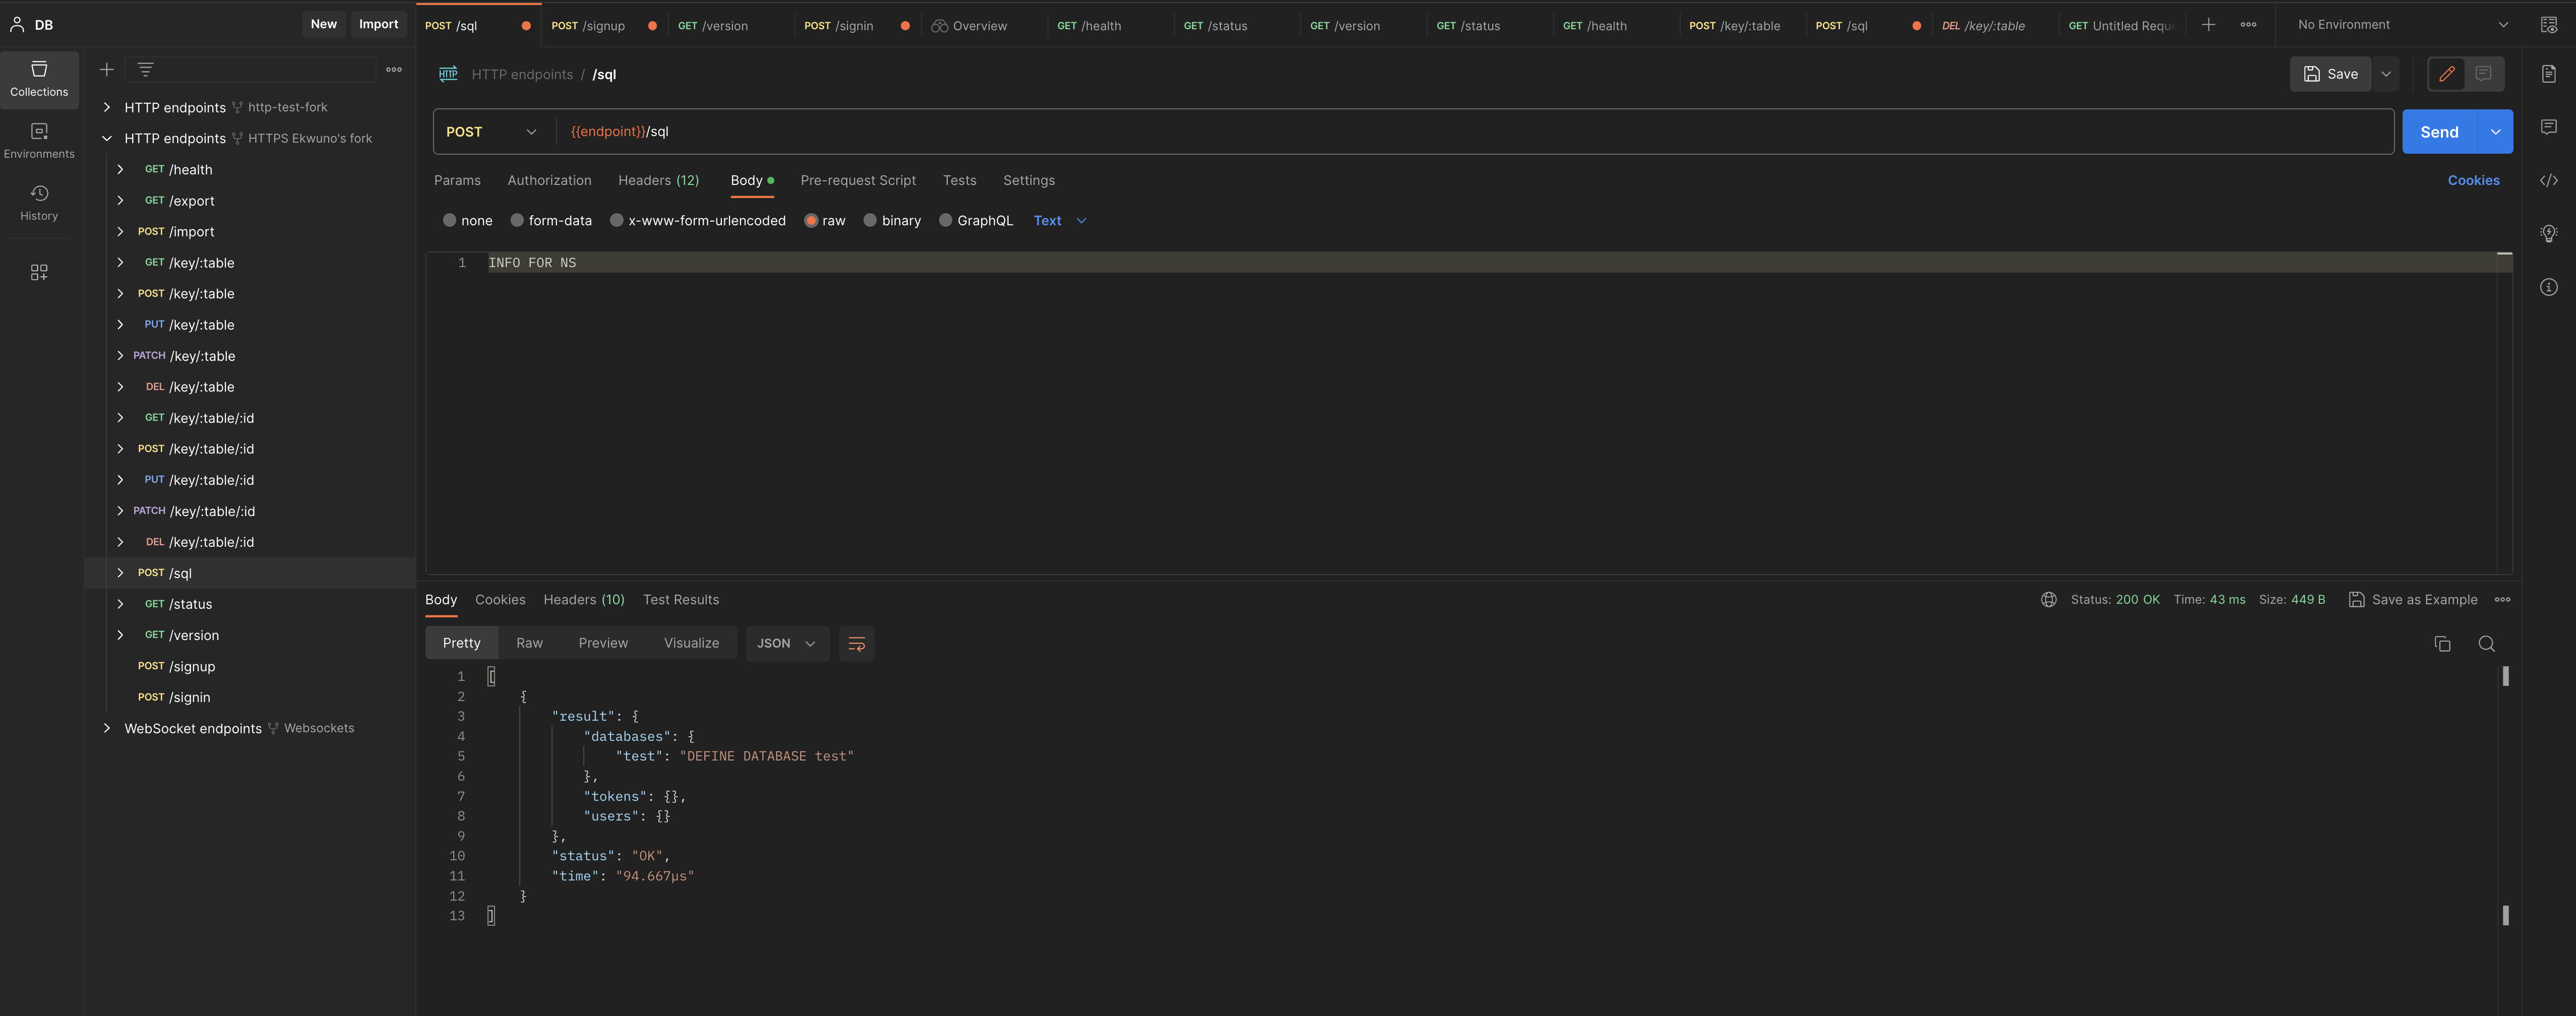 DB
New
Import
POST /sql
POST /signup
GET /version
POST /signin
Overview
GET /health
GET /status
GET /version
GET /status
GET /health
POST /key/:table
POST /sql
DEL /key/:table
GET Untitled Requ
No Environment
Collections
Environments
History
HTTP endpoints http-test-fork
HTTP endpoints HTTPS Ekwuno's fork
GET /health
GET /export
POST /import
GET /key/:table
POST /key/:table
PUT /key/:table
PATCH /key/:table
DEL /key/:table
GET /key/:table/:id
POST /key/:table/:id
PUT /key/:table/:id
PATCH /key/:table/:id
DEL /key/:table/:id
POST /sql
GET /status
GET /version
POST /signup
POST /signin
WebSocket endpoints Websockets
HTTP HTTP endpoints / /sql
Save
POST {{endpoint}}/sql
Send
Params Authorization Headers (12) Body Pre-request Script Tests Settings
Cookies
none form-data x-www-form-urlencoded raw binary GraphQL Text
1 INFO FOR NS
Body Cookies Headers (10) Test Results
Status: 200 OK Time: 43 ms Size: 449 B Save as Example
Pretty Raw Preview Visualize JSON
1 [
2 {
3 "result": {
4 "databases": {
5 "test": "DEFINE DATABASE test"
6 },
7 "tokens": {},
8 "users": {}
9 },
10 "status": "OK",
11 "time": "94.667µs"
12 }
13 ]